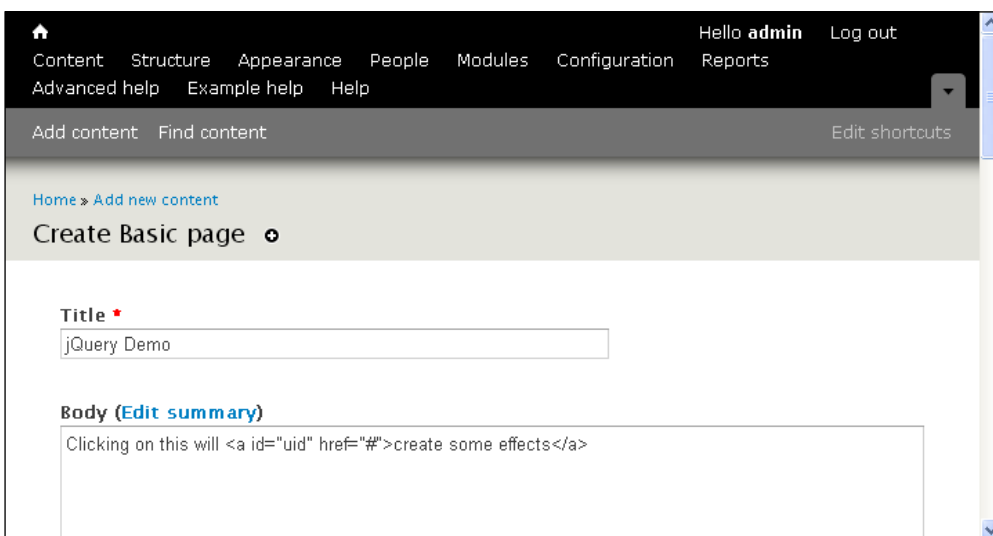 Hello admin Log out
Content Structure Appearance People Modules Configuration Reports
Advanced help Example help Help
Add content Find content Edit shortcuts
Home » Add new content
Create Basic page
Title *
jQuery Demo
Body (Edit summary)
Clicking on this will <a id="uid" href="#">create some effects</a>